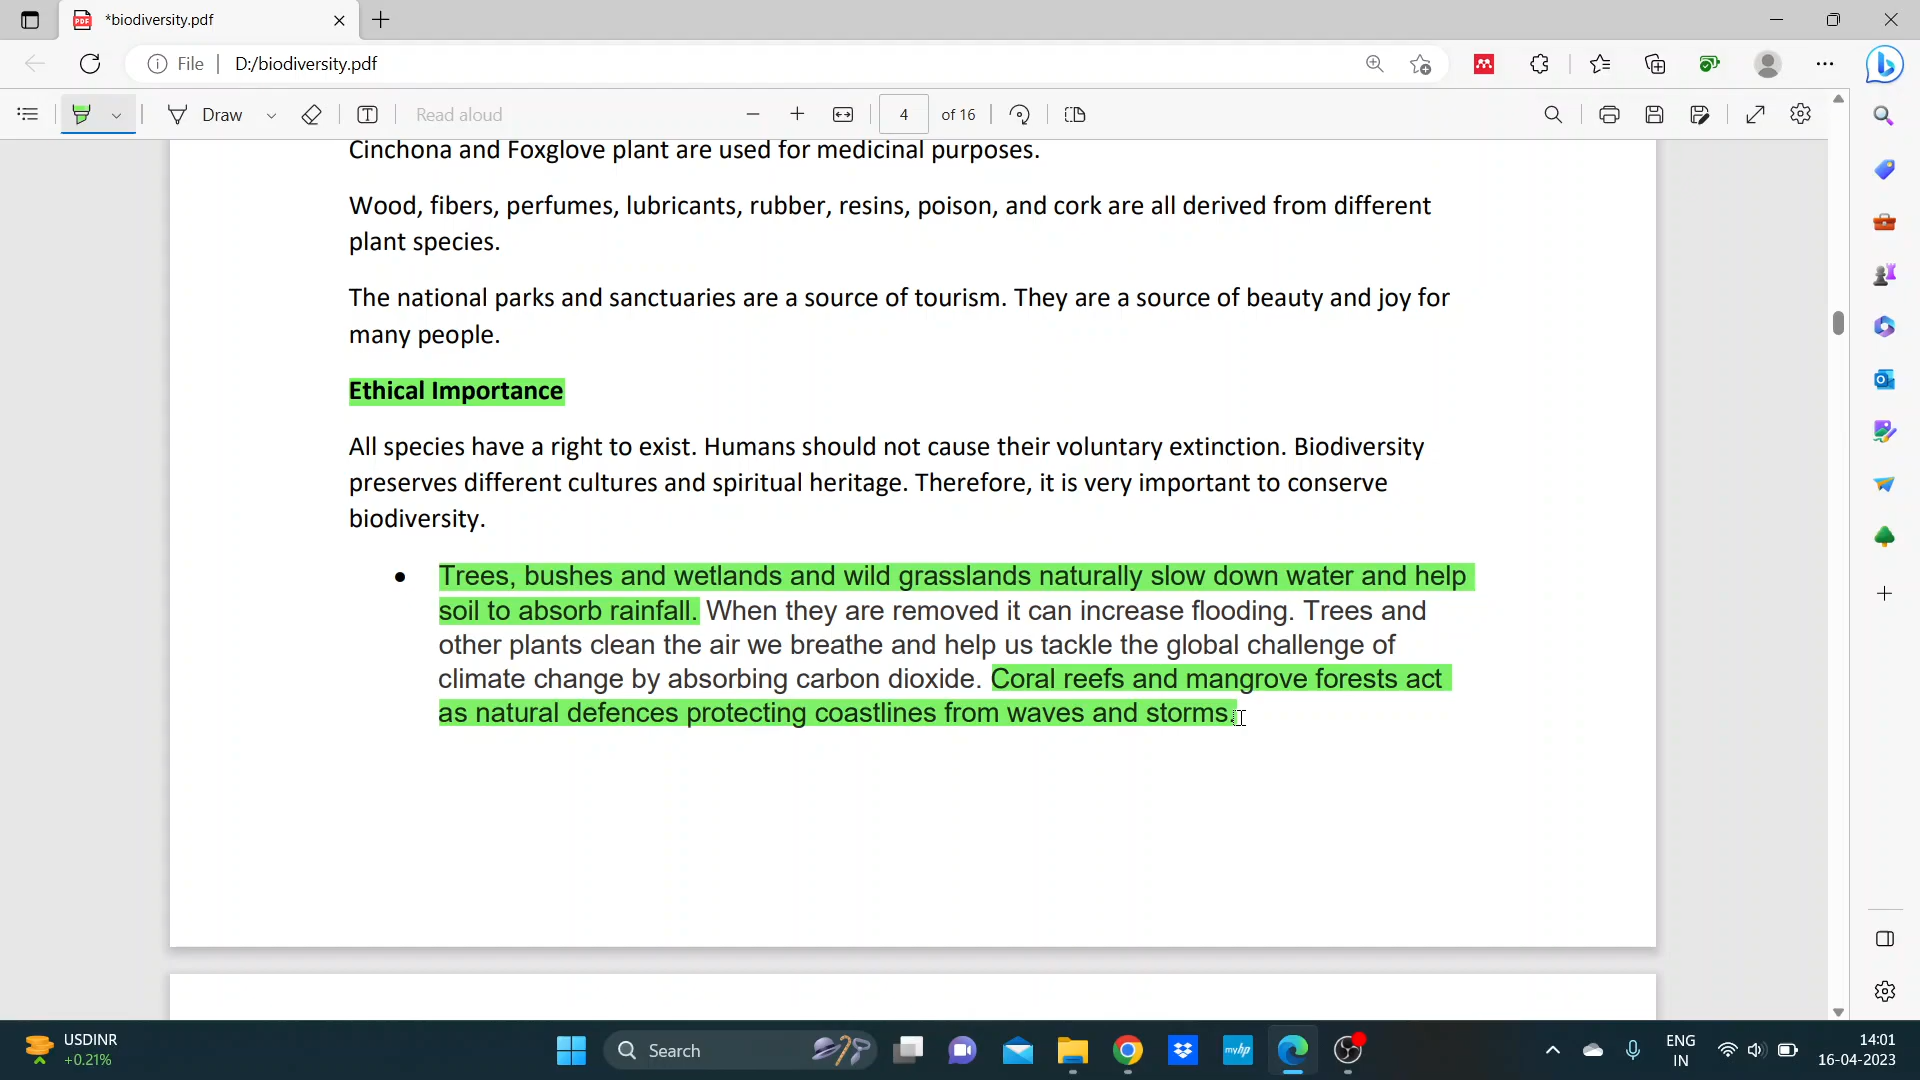 *biodiversity.pdf
File
D:/biodiversity.pdf
Draw
Read aloud
4
of 16
Cinchona and Foxglove plant are used for medicinal purposes.
Wood, fibers, perfumes, lubricants, rubber, resins, poison, and cork are all derived from different
plant species.
The national parks and sanctuaries are a source of tourism. They are a source of beauty and joy for
many people.
Ethical Importance
All species have a right to exist. Humans should not cause their voluntary extinction. Biodiversity
preserves different cultures and spiritual heritage. Therefore, it is very important to conserve
biodiversity.
• Trees, bushes and wetlands and wild grasslands naturally slow down water and help
soil to absorb rainfall. When they are removed it can increase flooding. Trees and
other plants clean the air we breathe and help us tackle the global challenge of
climate change by absorbing carbon dioxide. Coral reefs and mangrove forests act
as natural defences protecting coastlines from waves and storms.
USDINR
+0.21%
Search
myhp
ENG
IN
14:01
16-04-2023